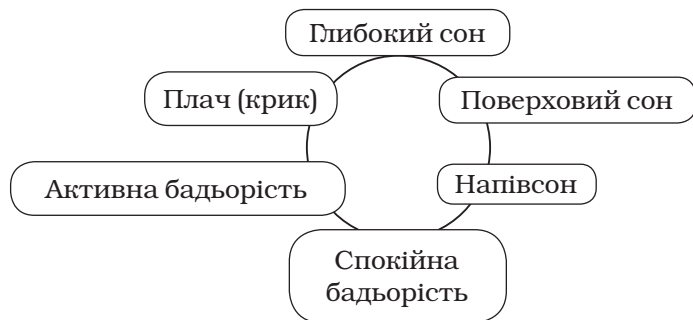 Глибокий сон
Плач (крик)
Поверховий сон
Активна бадьорість
Напівсон
Спокійна
бадьорість